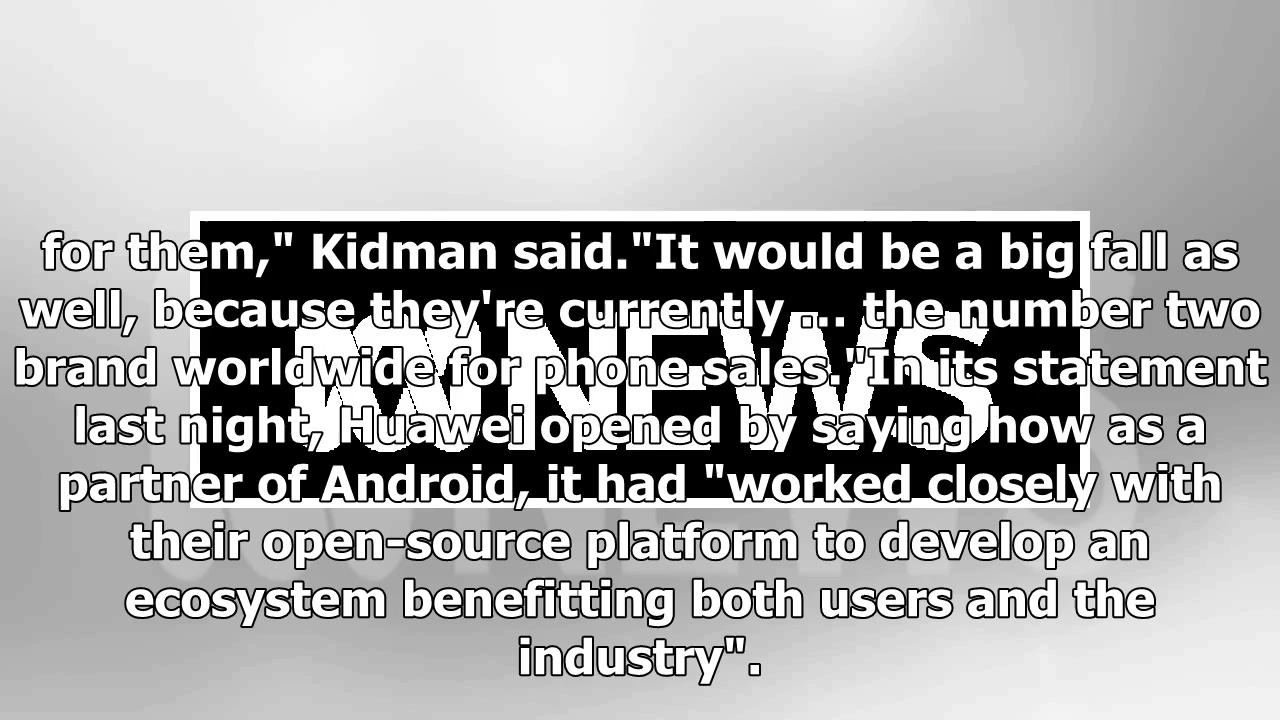 for them," Kidman said."It would be a big fall as
well, because they're currently ... the number two
brand worldwide for phone sales."In its statement
last night, Huawei opened by saying how as a
partner of Android, it had "worked closely with
their open-source platform to develop an
ecosystem benefitting both users and the
industry".
NEWS